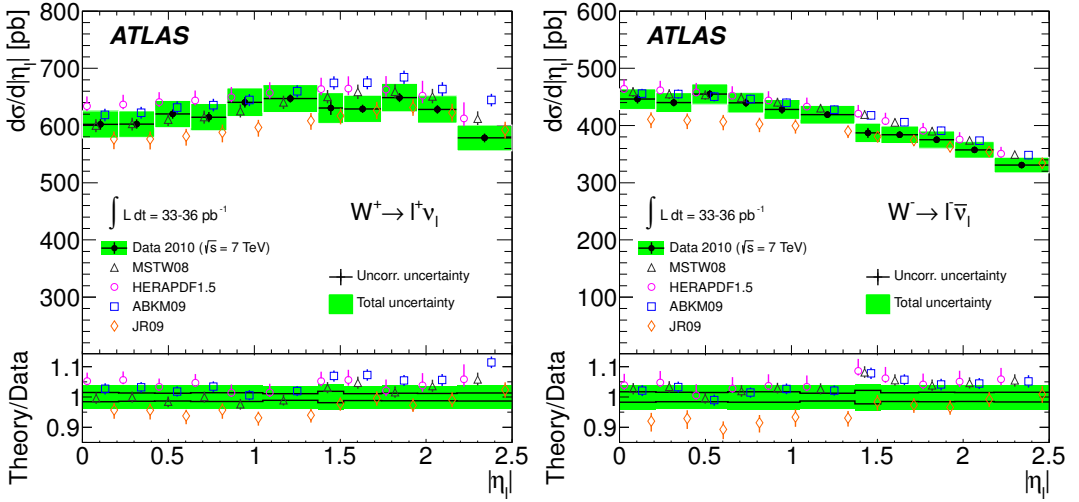 dσ/d|η_l| [pb]
800
700
600
500
400
300
ATLAS
∫ L dt = 33-36 pb⁻¹
W⁺ → l⁺ν_l
Data 2010 (√s = 7 TeV)
MSTW08
HERAPDF1.5
ABKM09
JR09
Uncorr. uncertainty
Total uncertainty
Theory/Data
1.1
1
0.9
0 0.5 1 1.5 2 2.5
|η_l|
dσ/d|η_l| [pb]
600
500
400
300
200
100
ATLAS
∫ L dt = 33-36 pb⁻¹
W⁻ → l⁻ν̅_l
Data 2010 (√s = 7 TeV)
MSTW08
HERAPDF1.5
ABKM09
JR09
Uncorr. uncertainty
Total uncertainty
Theory/Data
1.1
1
0.9
0 0.5 1 1.5 2 2.5
|η_l|